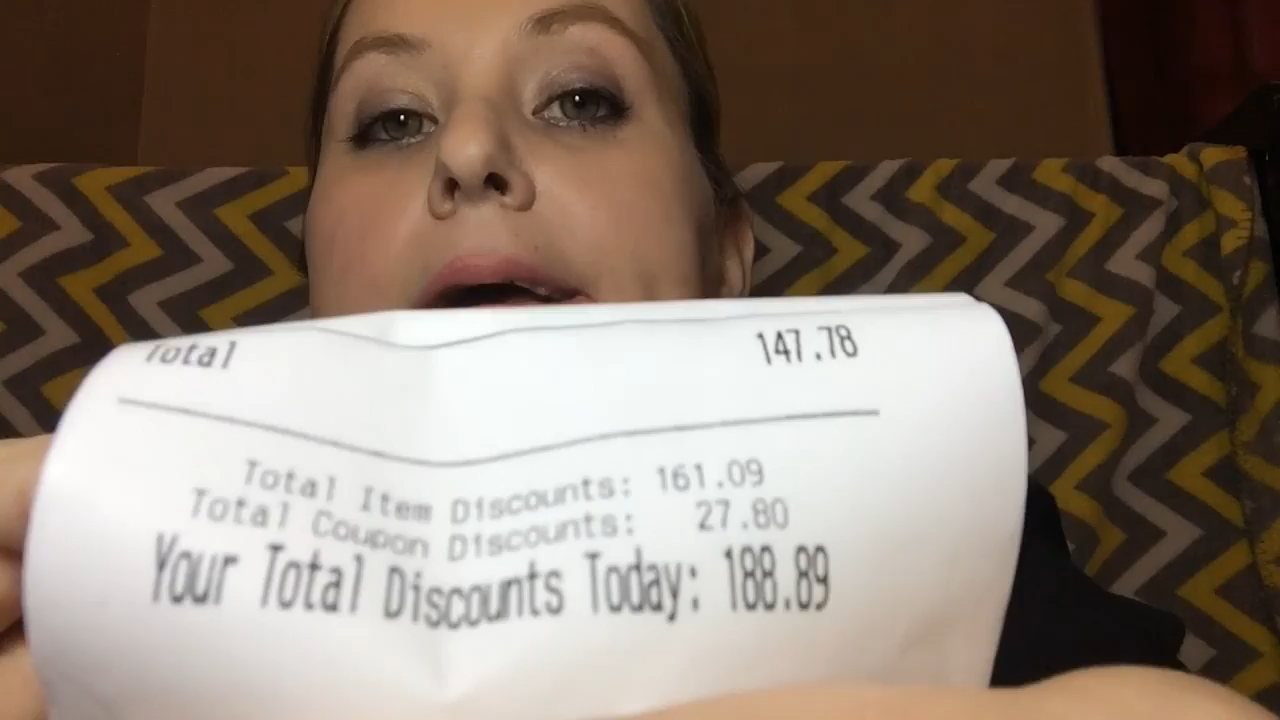 Total 147.78
Total Item Discounts: 161.09
Total Coupon Discounts: 27.80
Your Total Discounts Today: 188.89